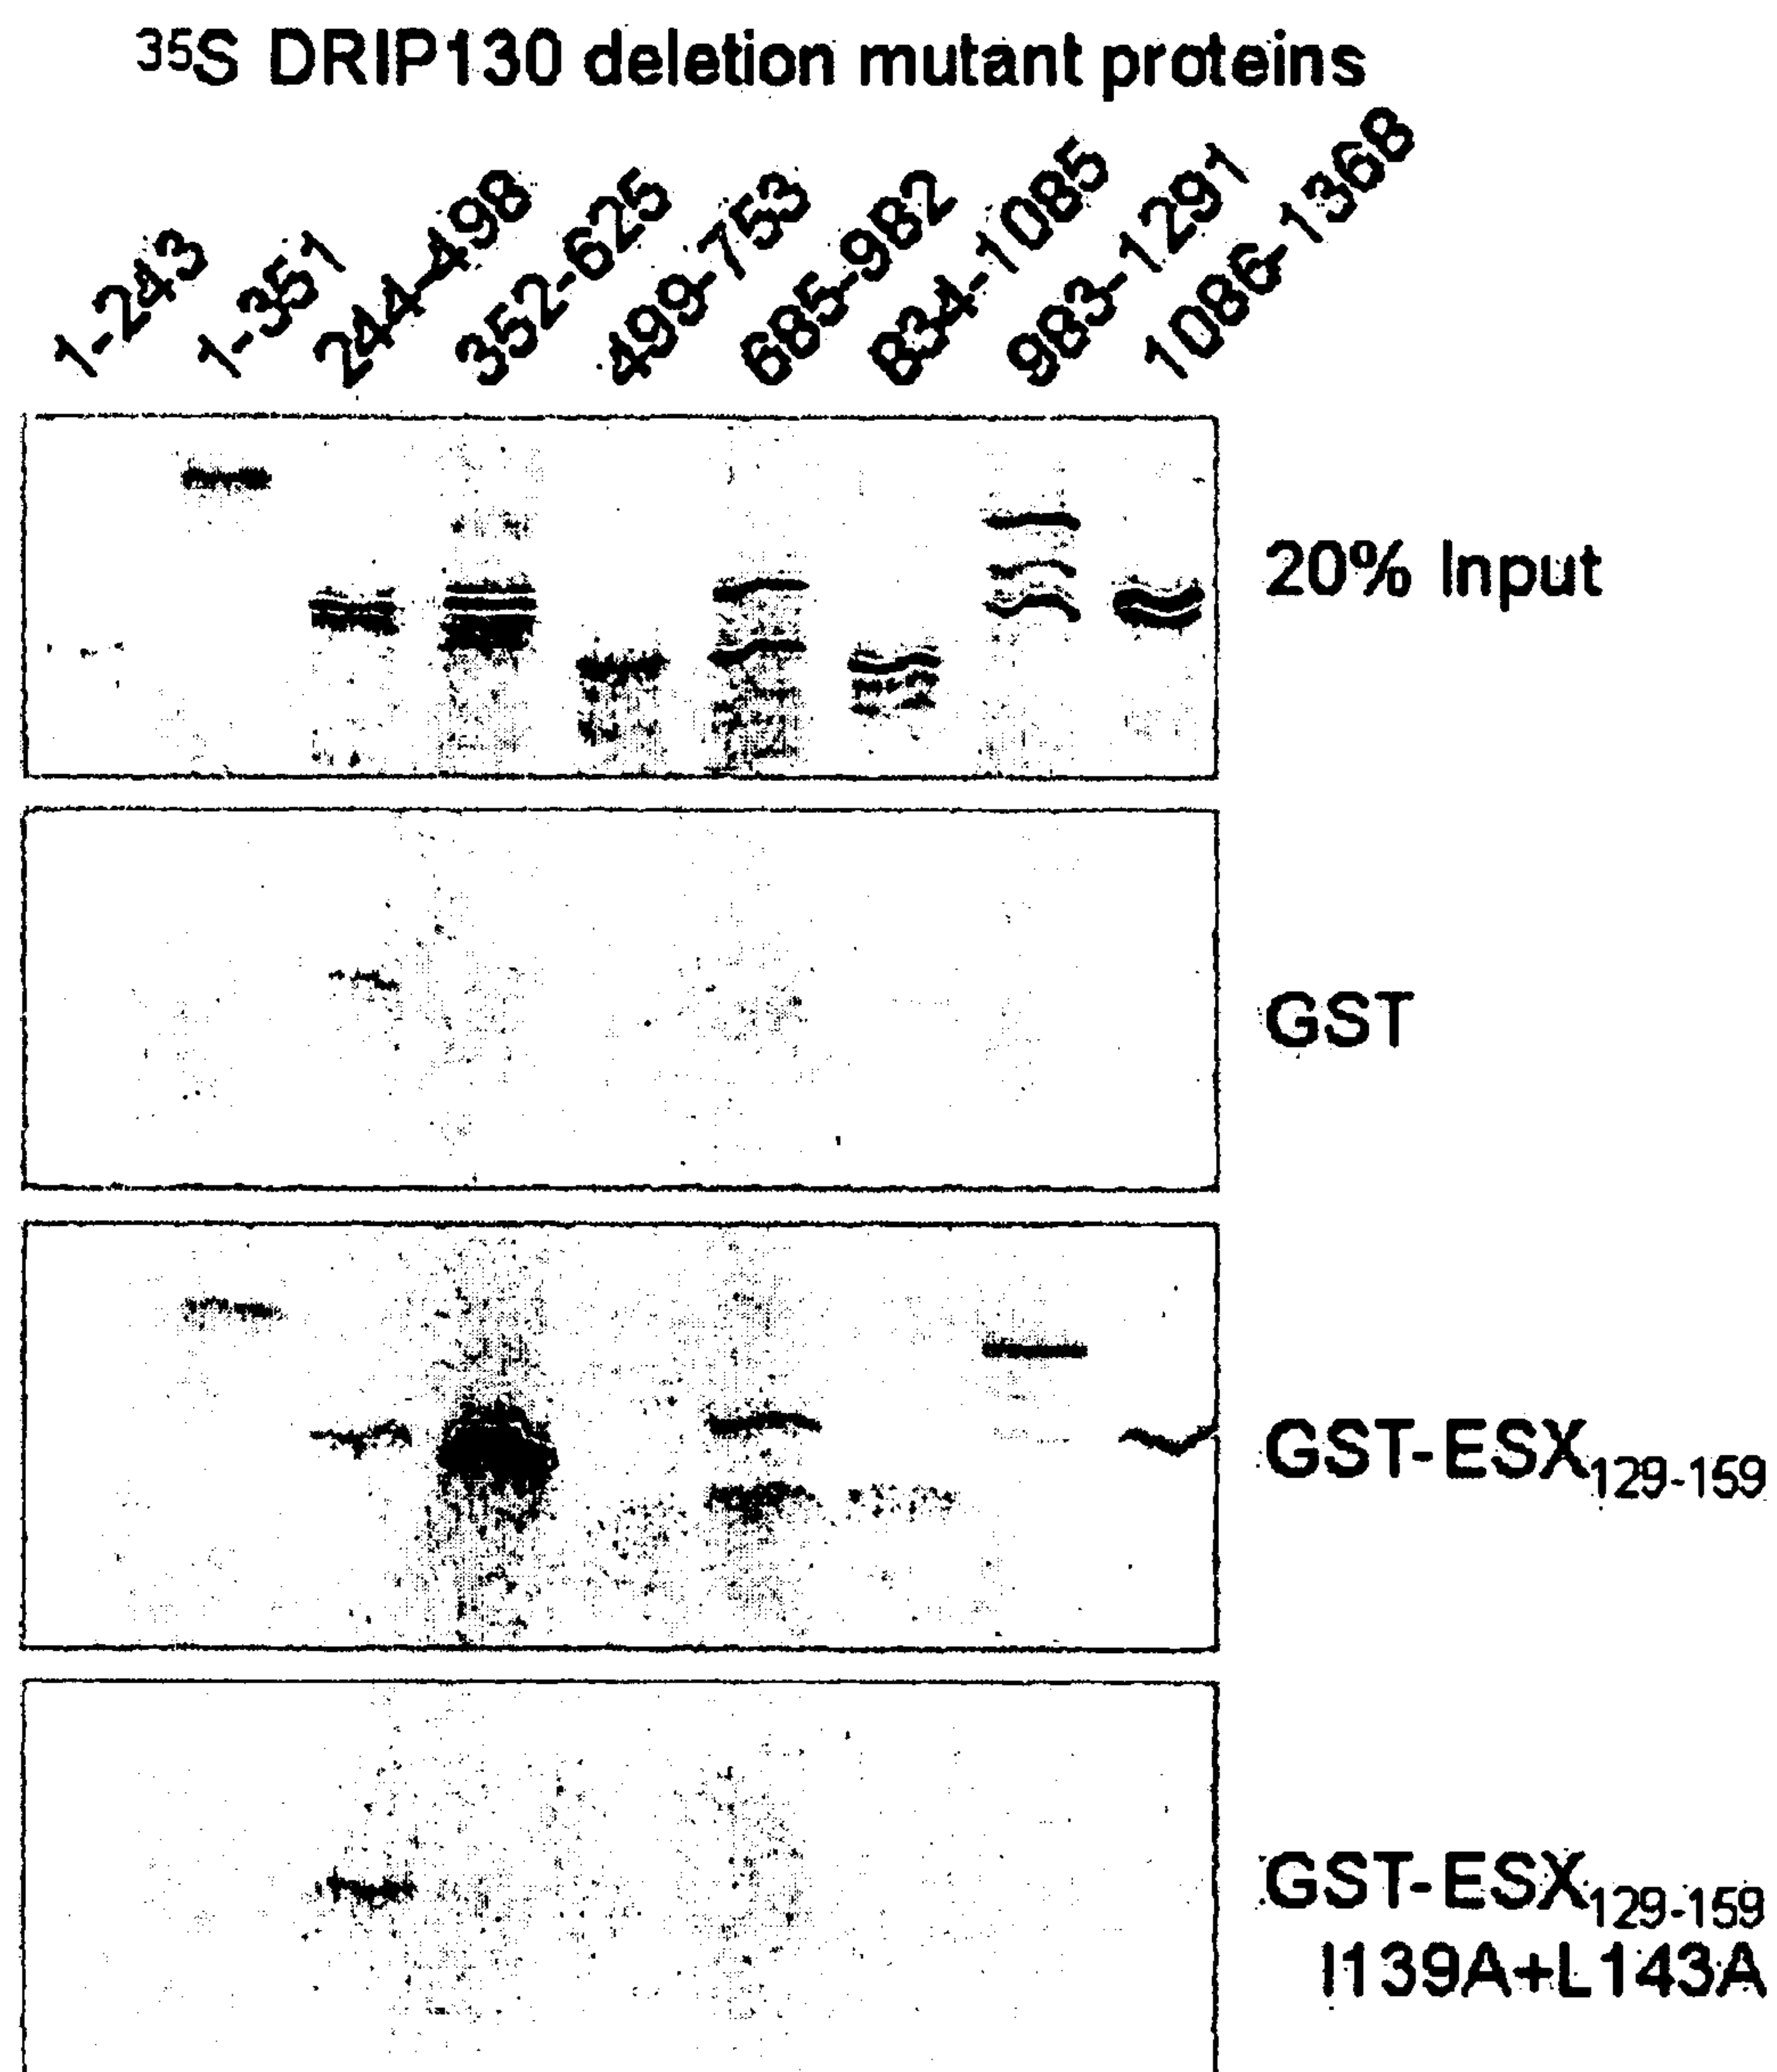 ³⁵S DRIP130 deletion mutant proteins
1-243
1-351
244-498
352-625
499-753
685-982
834-1085
983-1291
1086-1368
20% Input
GST
GST-ESX₁₂₉₋₁₅₉
GST-ESX₁₂₉₋₁₅₉
I139A+L143A